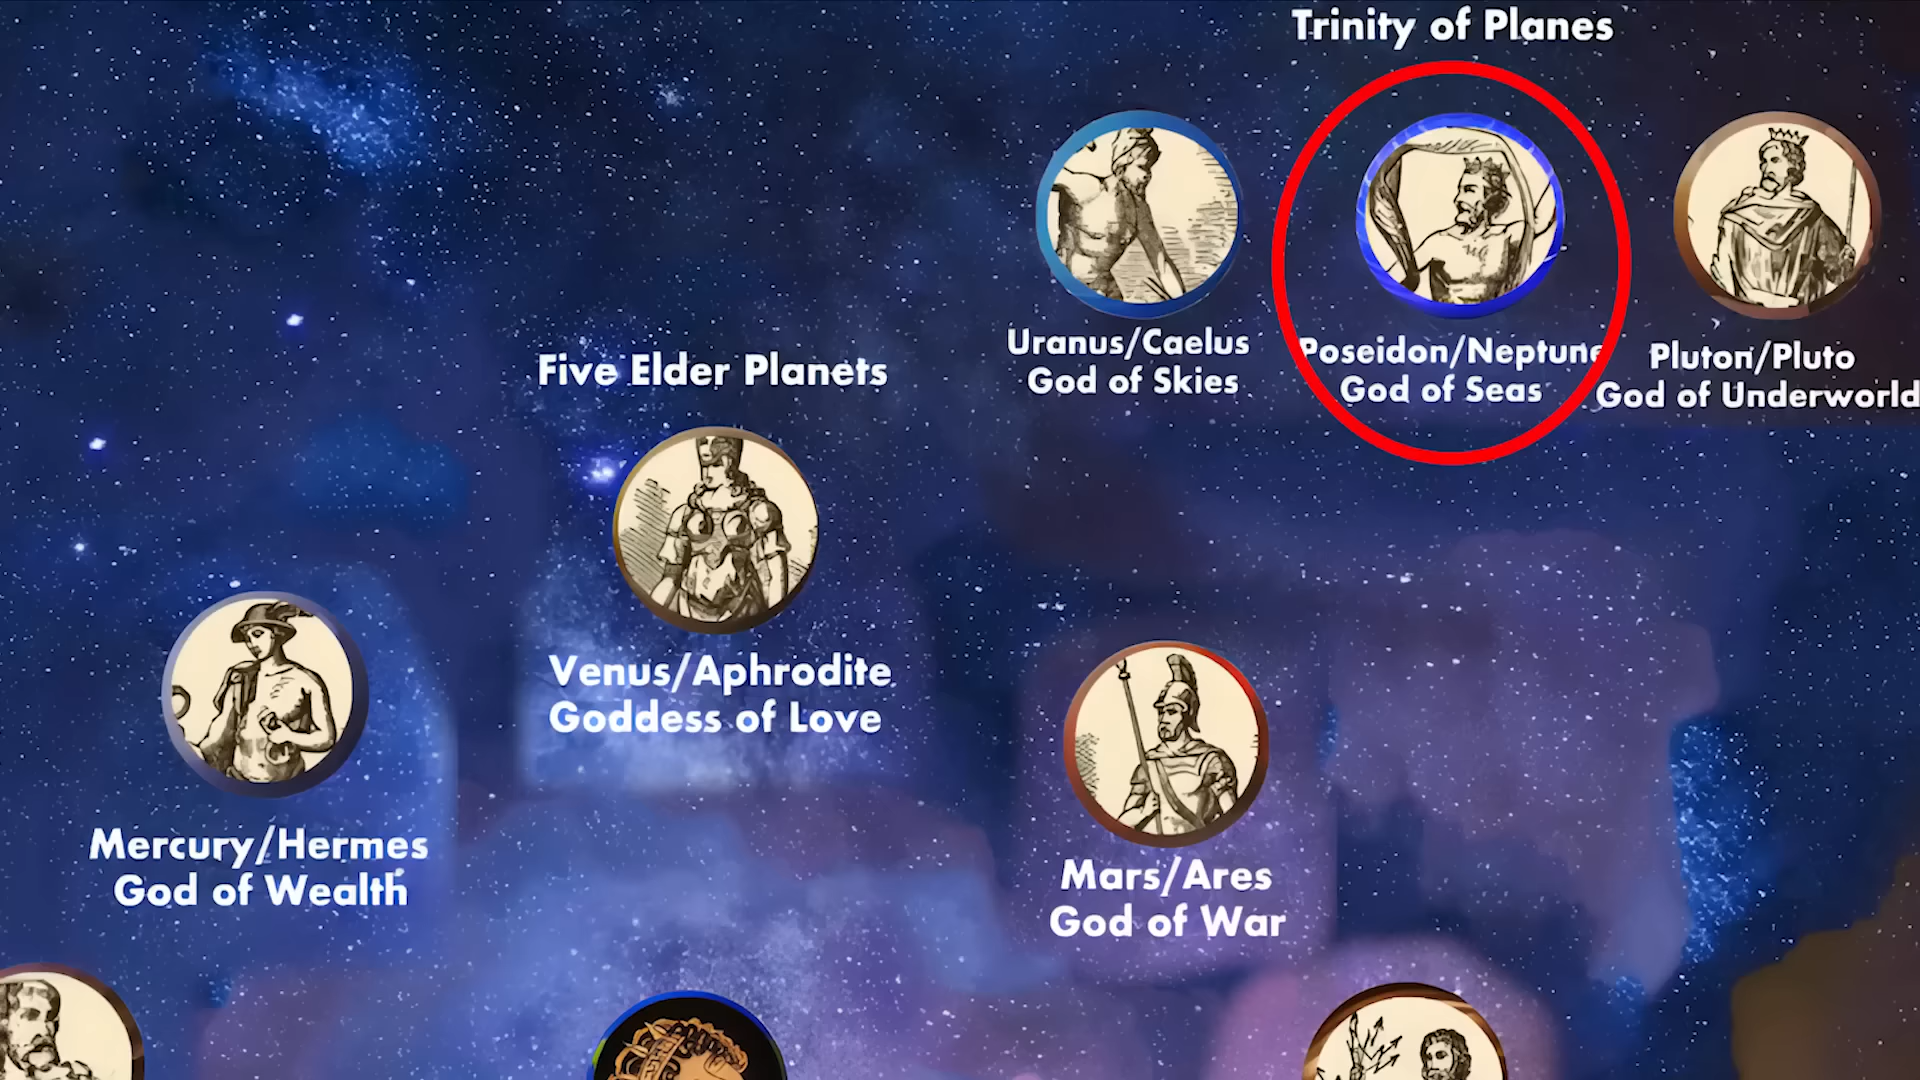 Trinity of Planes
Uranus/Caelus
God of Skies
Poseidon/Neptune
God of Seas
Pluton/Pluto
God of Underworld
Five Elder Planets
Venus/Aphrodite
Goddess of Love
Mercury/Hermes
God of Wealth
Mars/Ares
God of War